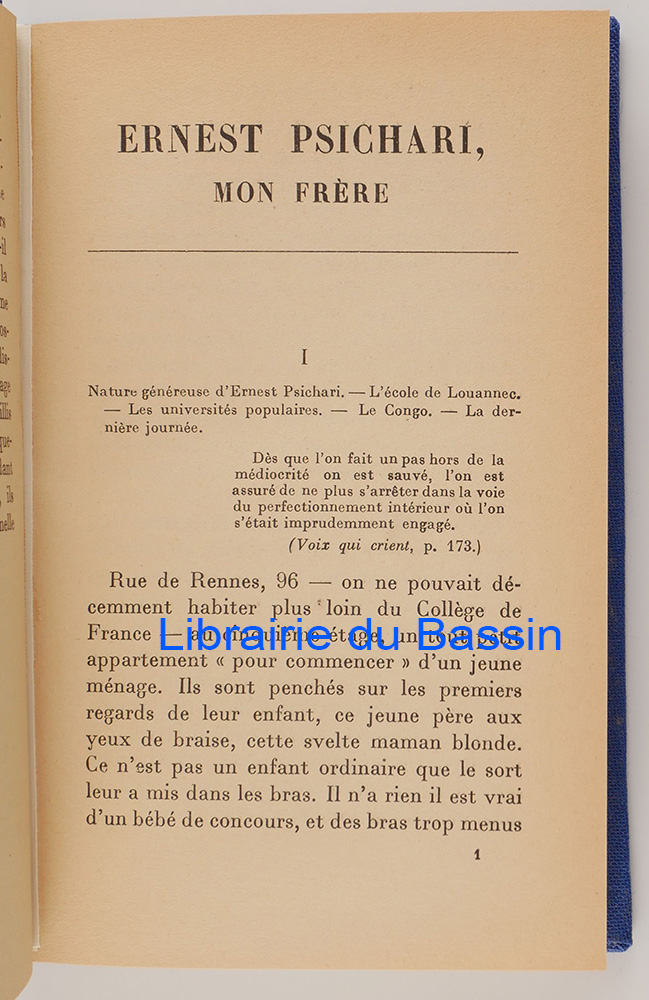 ERNEST PSICHARI,
MON FRÈRE
I
Nature généreuse d'Ernest Psichari. — L'école de Louannec.
— Les universités populaires. — Le Congo. — La der-
nière journée.
Dès que l'on fait un pas hors de la
médiocrité on est sauvé, l'on est
assuré de ne plus s'arrêter dans la voie
du perfectionnement intérieur où l'on
s'était imprudemment engagé.
(Voix qui crient, p. 173.)
Rue de Rennes, 96 — on ne pouvait dé-
cemment habiter plus loin du Collège de
France — au cinquième étage, un tout petit
Librairie du Bassin
appartement « pour commencer » d'un jeune
ménage. Ils sont penchés sur les premiers
regards de leur enfant, ce jeune père aux
yeux de braise, cette svelte maman blonde.
Ce n'est pas un enfant ordinaire que le sort
leur a mis dans les bras. Il n'a rien il est vrai
d'un bébé de concours, et des bras trop menus
1